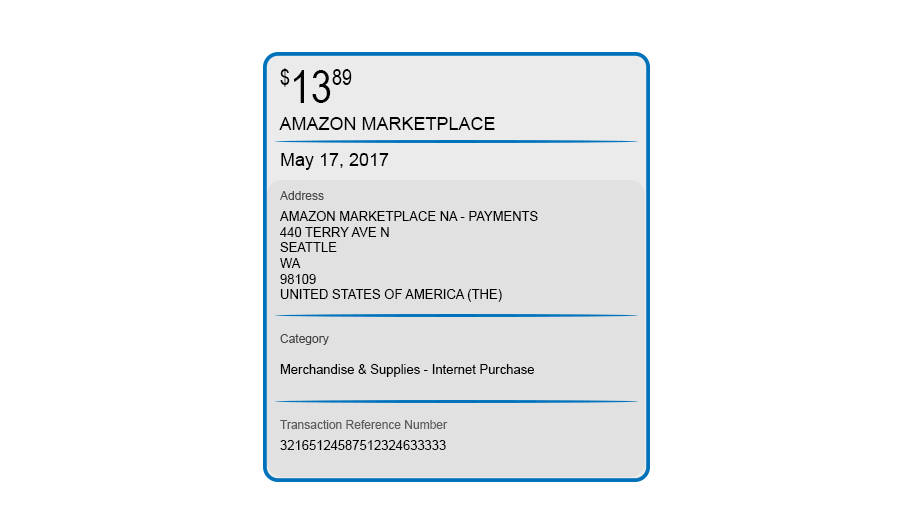 $13.89
AMAZON MARKETPLACE
May 17, 2017
Address
AMAZON MARKETPLACE NA - PAYMENTS
440 TERRY AVE N
SEATTLE
WA
98109
UNITED STATES OF AMERICA (THE)
Category
Merchandise & Supplies - Internet Purchase
Transaction Reference Number
32165124587512324633333